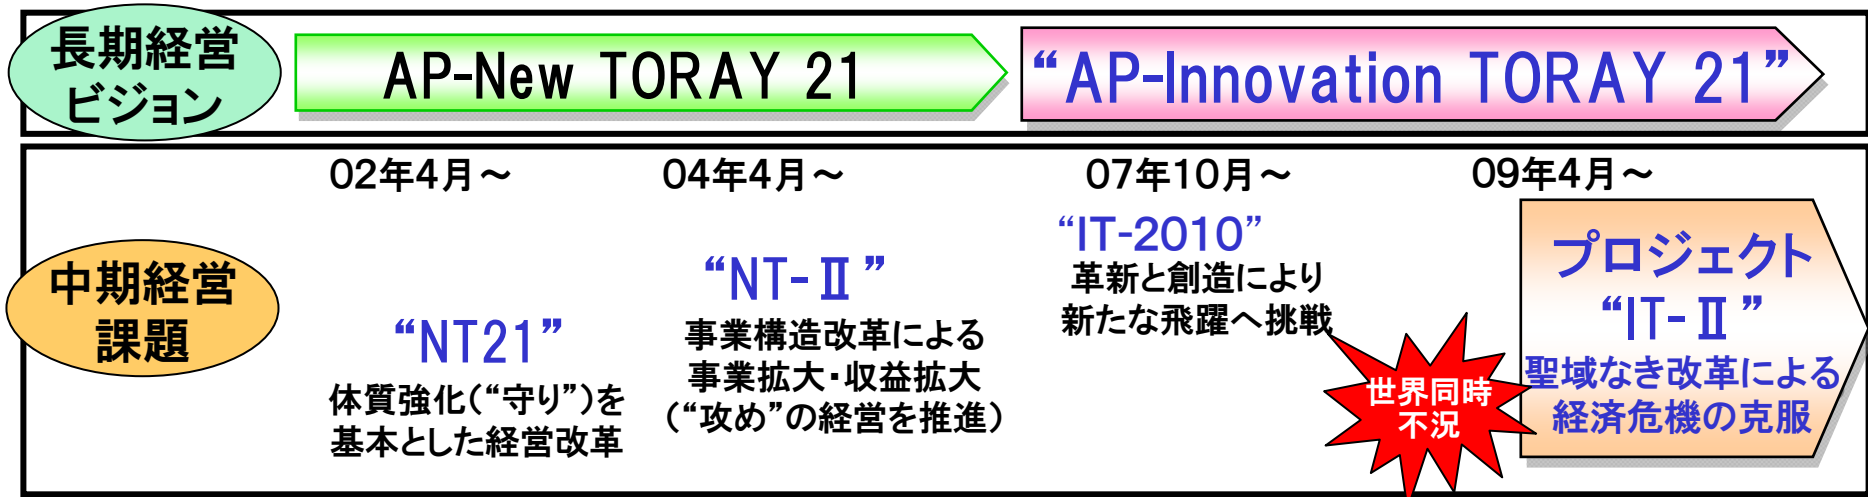 長期経営
ビジョン
AP-New TORAY 21
“AP-Innovation TORAY 21”
中期経営
課題
02年4月～
“NT21”
体質強化(“守り”)を
基本とした経営改革
04年4月～
“NT-Ⅱ”
事業構造改革による
事業拡大・収益拡大
(“攻め”の経営を推進)
07年10月～
“IT-2010”
革新と創造により
新たな飛躍へ挑戦
世界同時
不況
09年4月～
プロジェクト
“IT-Ⅱ”
聖域なき改革による
経済危機の克服